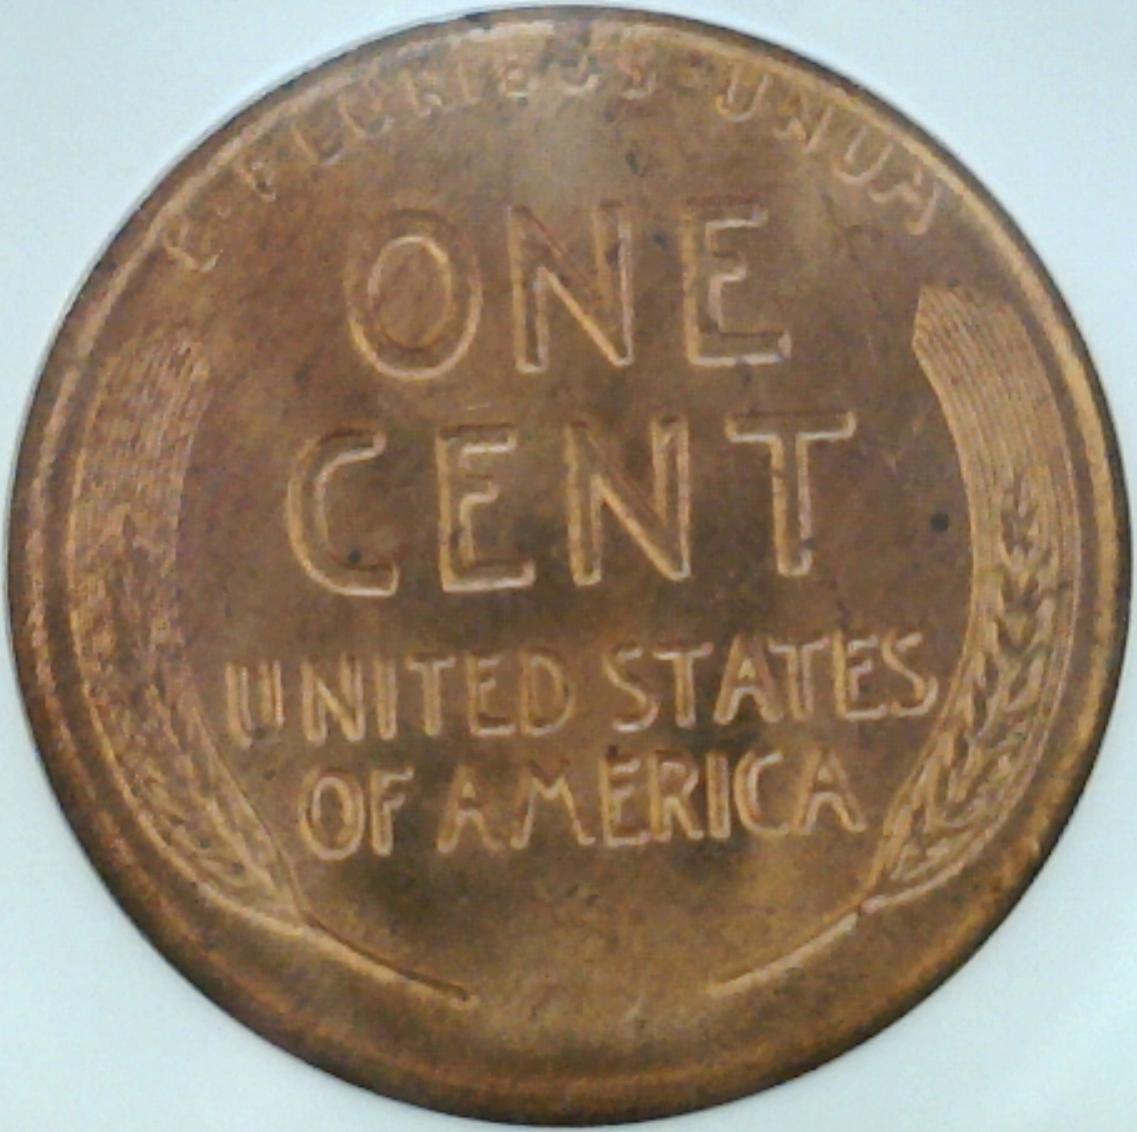 E·PLURIBUS·UNUM
ONE
CENT
UNITED STATES
OF AMERICA